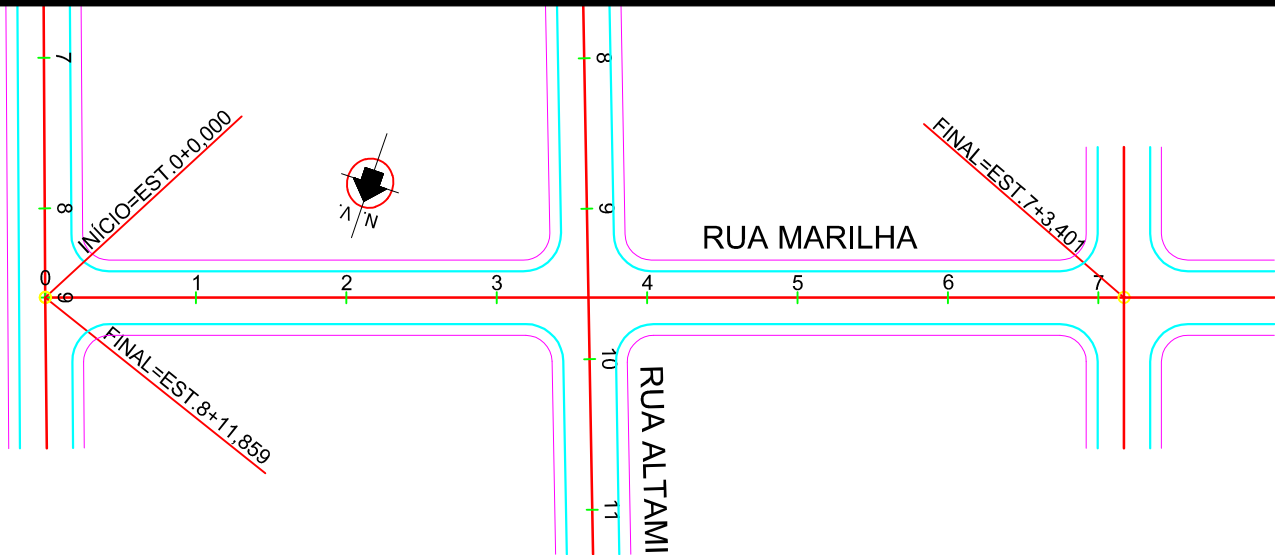 7
8
INÍCIO=EST.0+0,000
FINAL=EST.7+3,401
8
9
N. V.
RUA MARILHA
0
1
2
3
4
5
6
7
9
FINAL=EST.8+11,859
10
RUA ALTAMI
11